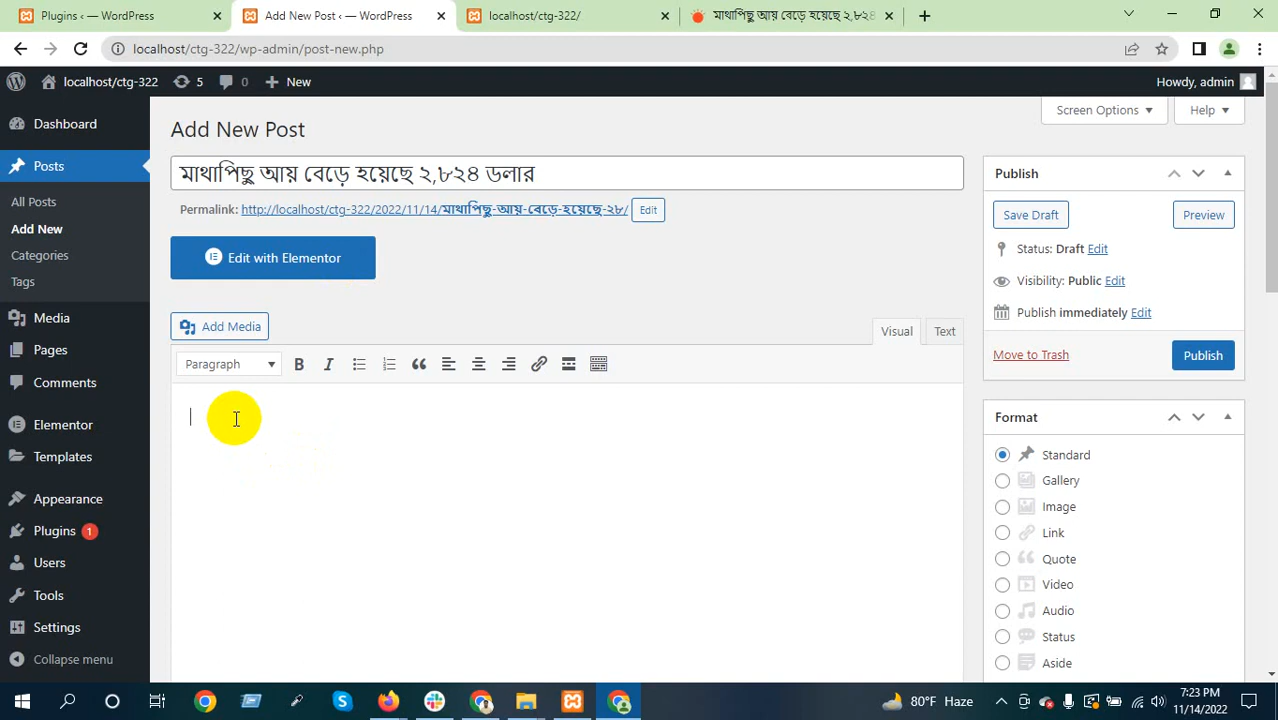 Plugins ‹ — WordPress
Add New Post ‹ — WordPress
localhost/ctg-322/
মাথাপিছু আয় বেড়ে হয়েছে ২,৮২৪
localhost/ctg-322/wp-admin/post-new.php
localhost/ctg-322
5
0
New
Howdy, admin
Dashboard
Posts
All Posts
Add New
Categories
Tags
Media
Pages
Comments
Elementor
Templates
Appearance
Plugins 1
Users
Tools
Settings
Collapse menu
Screen Options
Help
Add New Post
মাথাপিছু আয় বেড়ে হয়েছে ২,৮২৪ ডলার
Permalink: http://localhost/ctg-322/2022/11/14/মাথাপিছু-আয়-বেড়ে-হয়েছে-২৮/ Edit
Edit with Elementor
Add Media
Visual
Text
Paragraph
B
I
Publish
Save Draft
Preview
Status: Draft Edit
Visibility: Public Edit
Publish immediately Edit
Move to Trash
Publish
Format
Standard
Gallery
Image
Link
Quote
Video
Audio
Status
Aside
80°F Haze
7:23 PM
11/14/2022